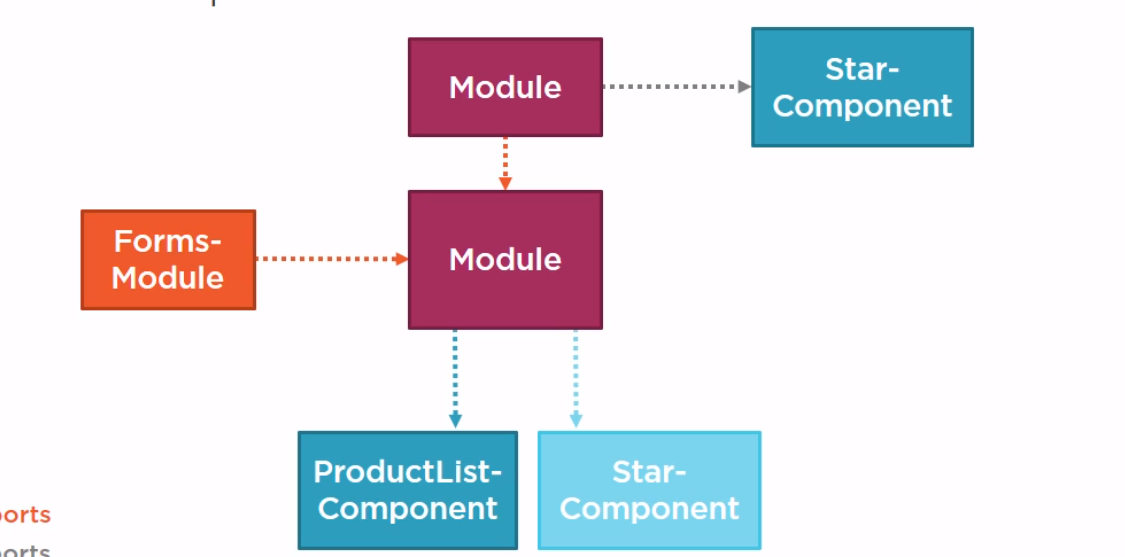 Module
Star-
Component
Forms-
Module
Module
ProductList-
Component
Star-
Component